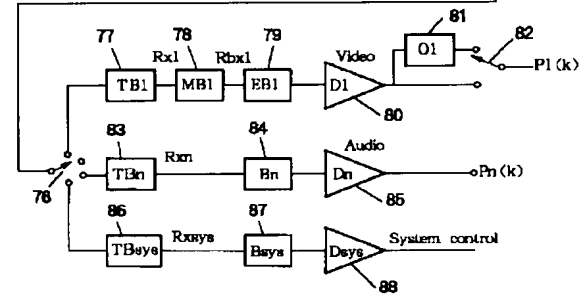 81
77 Rx1 78 Rbx1 79 Video O1 82
TB1 MB1 EB1 D1 P1(k)
80
83 84 Audio
76 TBn Rxn Bn Dn Pn(k)
85
86 87
TBsys Rxsys Bsys Dsys System control
88